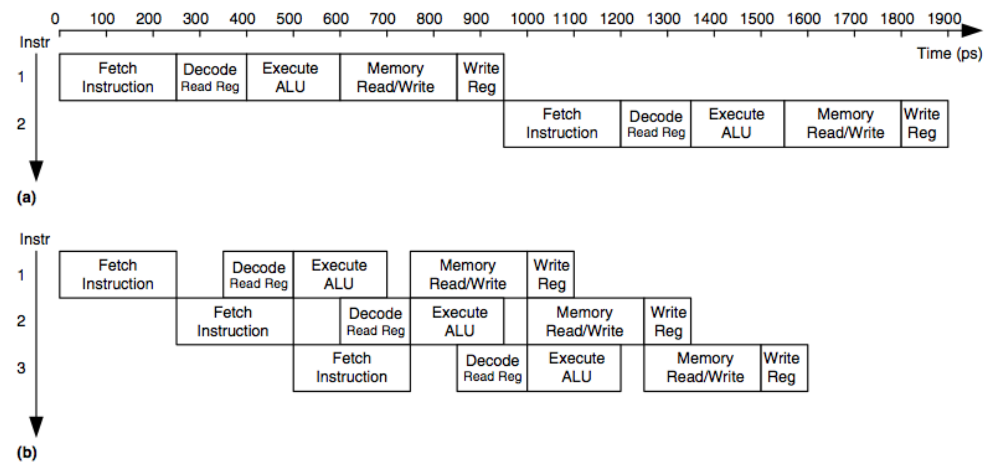 0 100 200 300 400 500 600 700 800 900 1000 1100 1200 1300 1400 1500 1600 1700 1800 1900
Instr
Time (ps)
1
Fetch
Instruction
Decode
Read Reg
Execute
ALU
Memory
Read/Write
Write
Reg
2
Fetch
Instruction
Decode
Read Reg
Execute
ALU
Memory
Read/Write
Write
Reg
(a)
Instr
1
Fetch
Instruction
Decode
Read Reg
Execute
ALU
Memory
Read/Write
Write
Reg
2
Fetch
Instruction
Decode
Read Reg
Execute
ALU
Memory
Read/Write
Write
Reg
3
Fetch
Instruction
Decode
Read Reg
Execute
ALU
Memory
Read/Write
Write
Reg
(b)